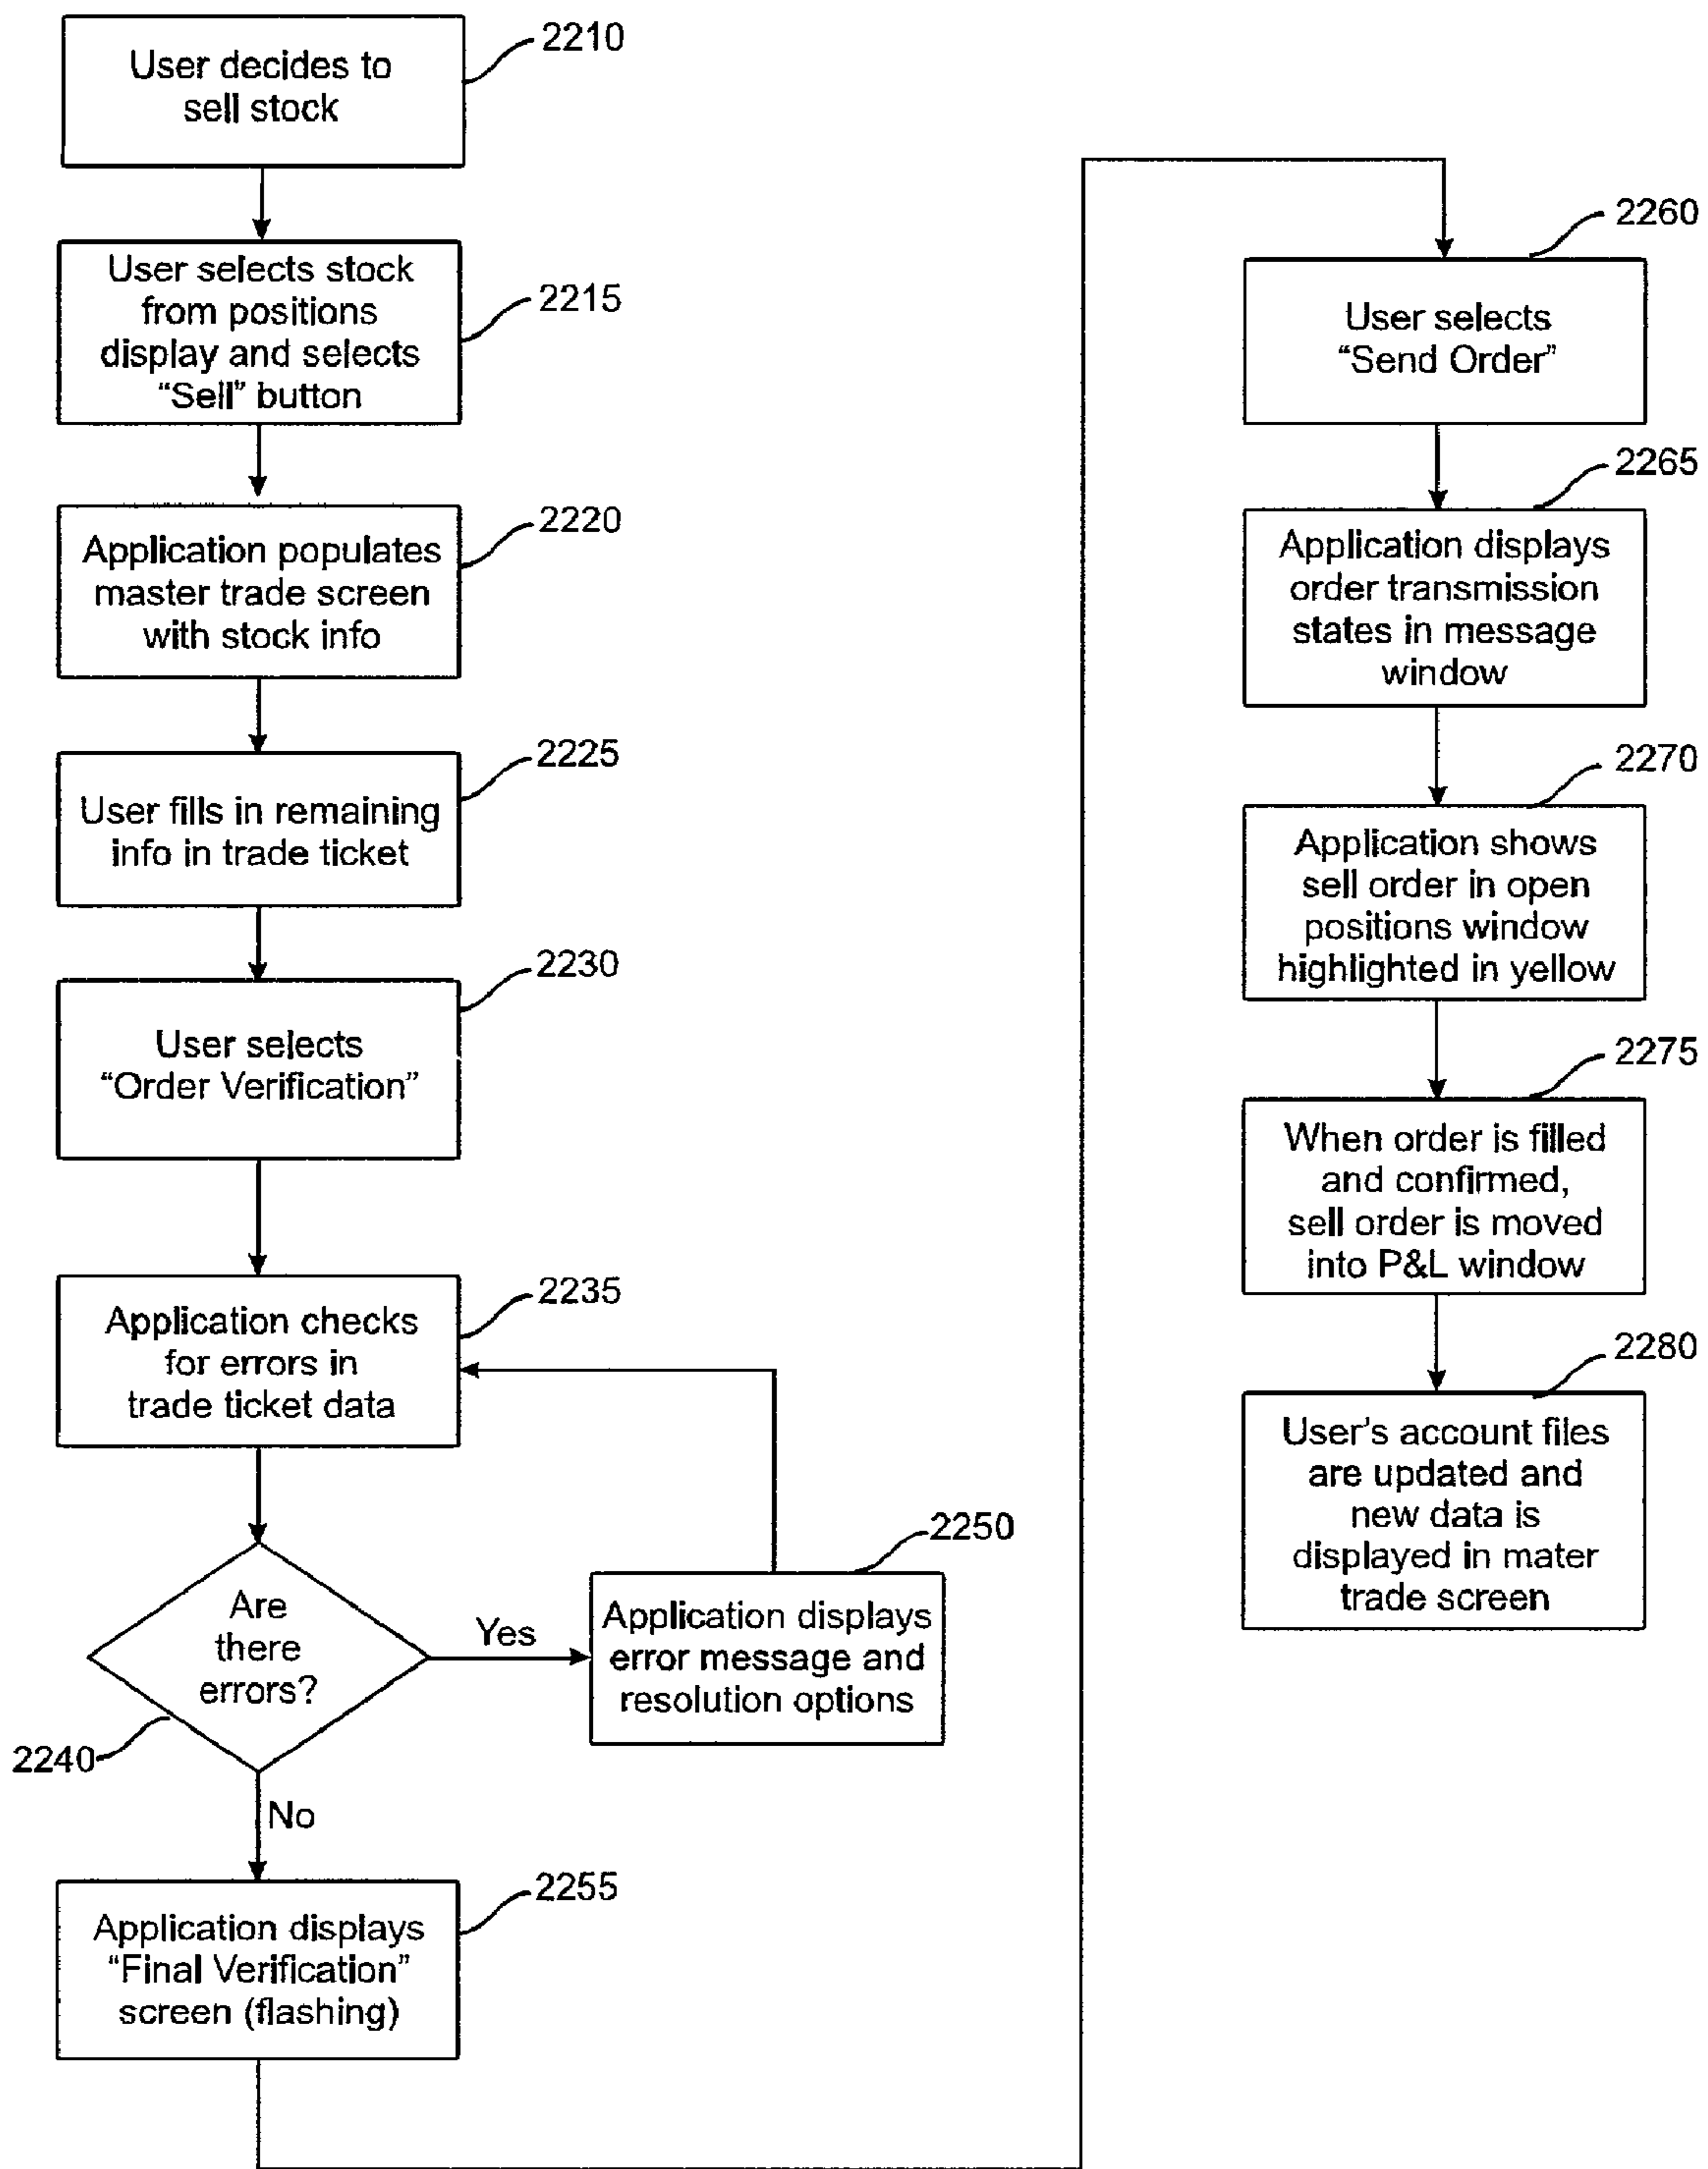 2210
User decides to
sell stock
2215
User selects stock
from positions
display and selects
“Sell” button
2220
Application populates
master trade screen
with stock info
2225
User fills in remaining
info in trade ticket
2230
User selects
“Order Verification”
2235
Application checks
for errors in
trade ticket data
2240
Are
there
errors?
Yes
2250
Application displays
error message and
resolution options
No
2255
Application displays
“Final Verification”
screen (flashing)
2260
User selects
“Send Order”
2265
Application displays
order transmission
states in message
window
2270
Application shows
sell order in open
positions window
highlighted in yellow
2275
When order is filled
and confirmed,
sell order is moved
into P&L window
2280
User’s account files
are updated and
new data is
displayed in mater
trade screen